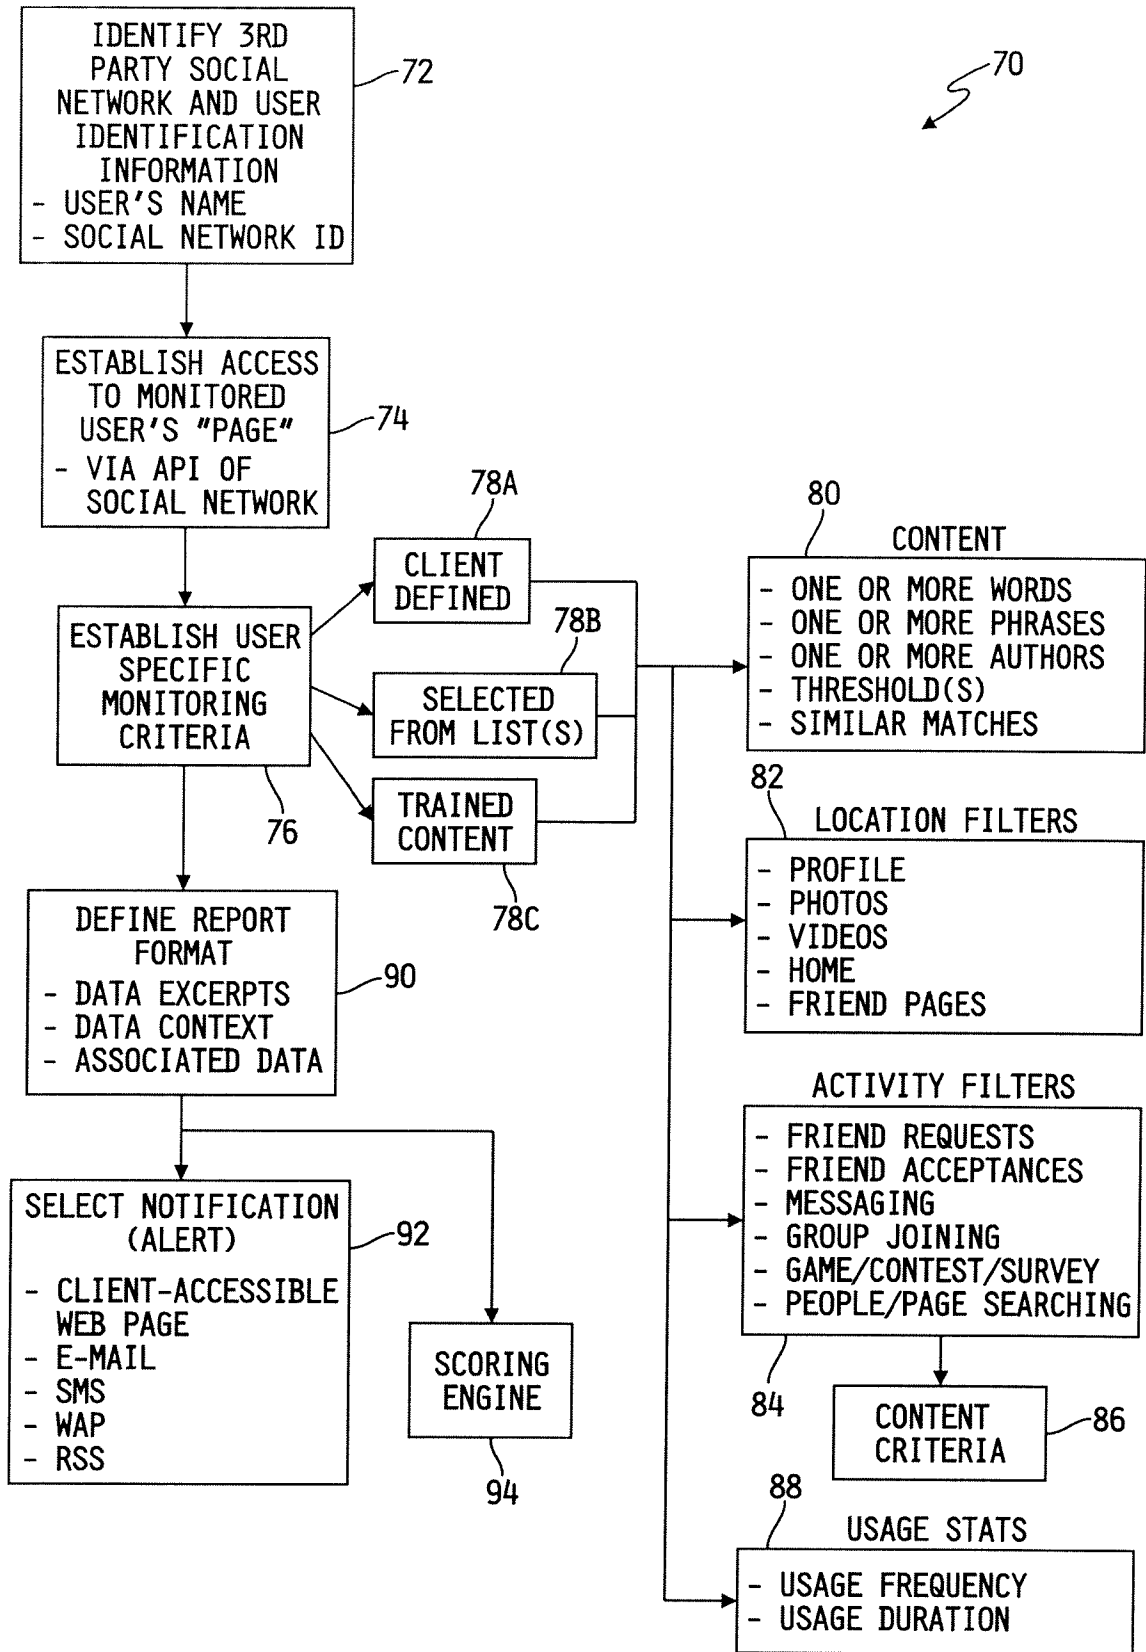 IDENTIFY 3RD
PARTY SOCIAL
NETWORK AND USER
IDENTIFICATION
INFORMATION
- USER'S NAME
- SOCIAL NETWORK ID
72
70
ESTABLISH ACCESS
TO MONITORED
USER'S "PAGE"
- VIA API OF
SOCIAL NETWORK
74
ESTABLISH USER
SPECIFIC
MONITORING
CRITERIA
76
78A
CLIENT
DEFINED
78B
SELECTED
FROM LIST(S)
TRAINED
CONTENT
78C
80
CONTENT
- ONE OR MORE WORDS
- ONE OR MORE PHRASES
- ONE OR MORE AUTHORS
- THRESHOLD(S)
- SIMILAR MATCHES
82
LOCATION FILTERS
- PROFILE
- PHOTOS
- VIDEOS
- HOME
- FRIEND PAGES
ACTIVITY FILTERS
- FRIEND REQUESTS
- FRIEND ACCEPTANCES
- MESSAGING
- GROUP JOINING
- GAME/CONTEST/SURVEY
- PEOPLE/PAGE SEARCHING
84
CONTENT
CRITERIA
86
88
USAGE STATS
- USAGE FREQUENCY
- USAGE DURATION
DEFINE REPORT
FORMAT
- DATA EXCERPTS
- DATA CONTEXT
- ASSOCIATED DATA
90
SELECT NOTIFICATION
(ALERT)
- CLIENT-ACCESSIBLE
WEB PAGE
- E-MAIL
- SMS
- WAP
- RSS
92
SCORING
ENGINE
94